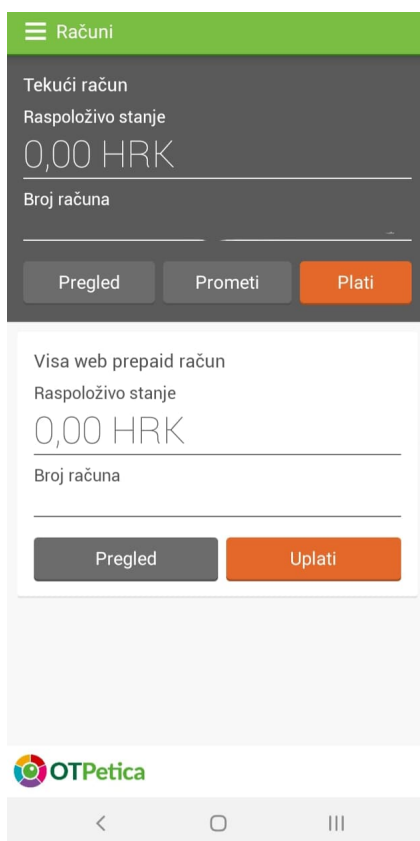 Računi
Tekući račun
Raspoloživo stanje
0,00 HRK
Broj računa
Pregled
Prometi
Plati
Visa web prepaid račun
Raspoloživo stanje
0,00 HRK
Broj računa
Pregled
Uplati
OTPetica